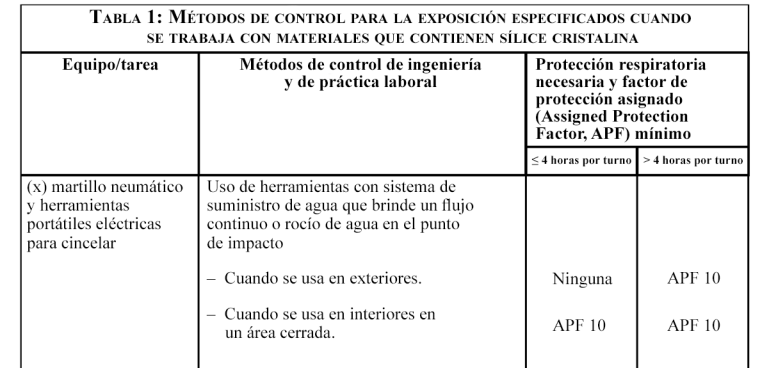 TABLA 1: MÉTODOS DE CONTROL PARA LA EXPOSICIÓN ESPECIFICADOS CUANDO
SE TRABAJA CON MATERIALES QUE CONTIENEN SÍLICE CRISTALINA
Equipo/tarea
Métodos de control de ingeniería
y de práctica laboral
Protección respiratoria
necesaria y factor de
protección asignado
(Assigned Protection
Factor, APF) mínimo
≤ 4 horas por turno
> 4 horas por turno
(x) martillo neumático
y herramientas
portátiles eléctricas
para cincelar
Uso de herramientas con sistema de
suministro de agua que brinde un flujo
continuo o rocío de agua en el punto
de impacto
– Cuando se usa en exteriores.
Ninguna
APF 10
– Cuando se usa en interiores en
un área cerrada.
APF 10
APF 10